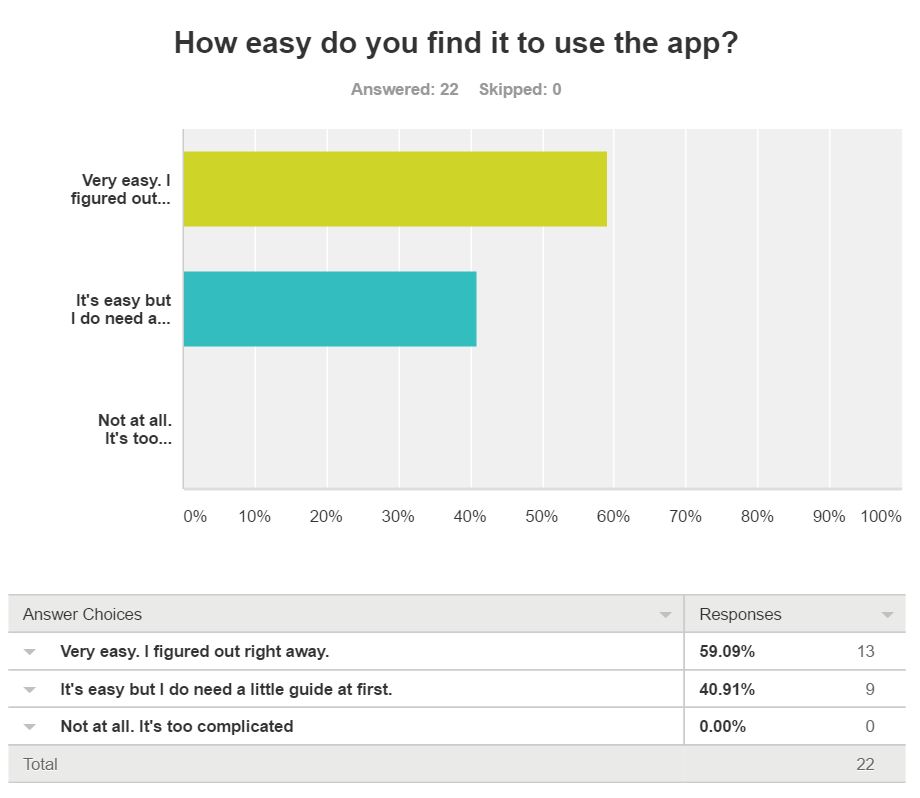 How easy do you find it to use the app?
Answered: 22 Skipped: 0
Very easy. I
figured out...
It's easy but
I do need a...
Not at all.
It's too...
0% 10% 20% 30% 40% 50% 60% 70% 80% 90% 100%
Answer Choices Responses
Very easy. I figured out right away. 59.09% 13
It's easy but I do need a little guide at first. 40.91% 9
Not at all. It's too complicated 0.00% 0
Total 22